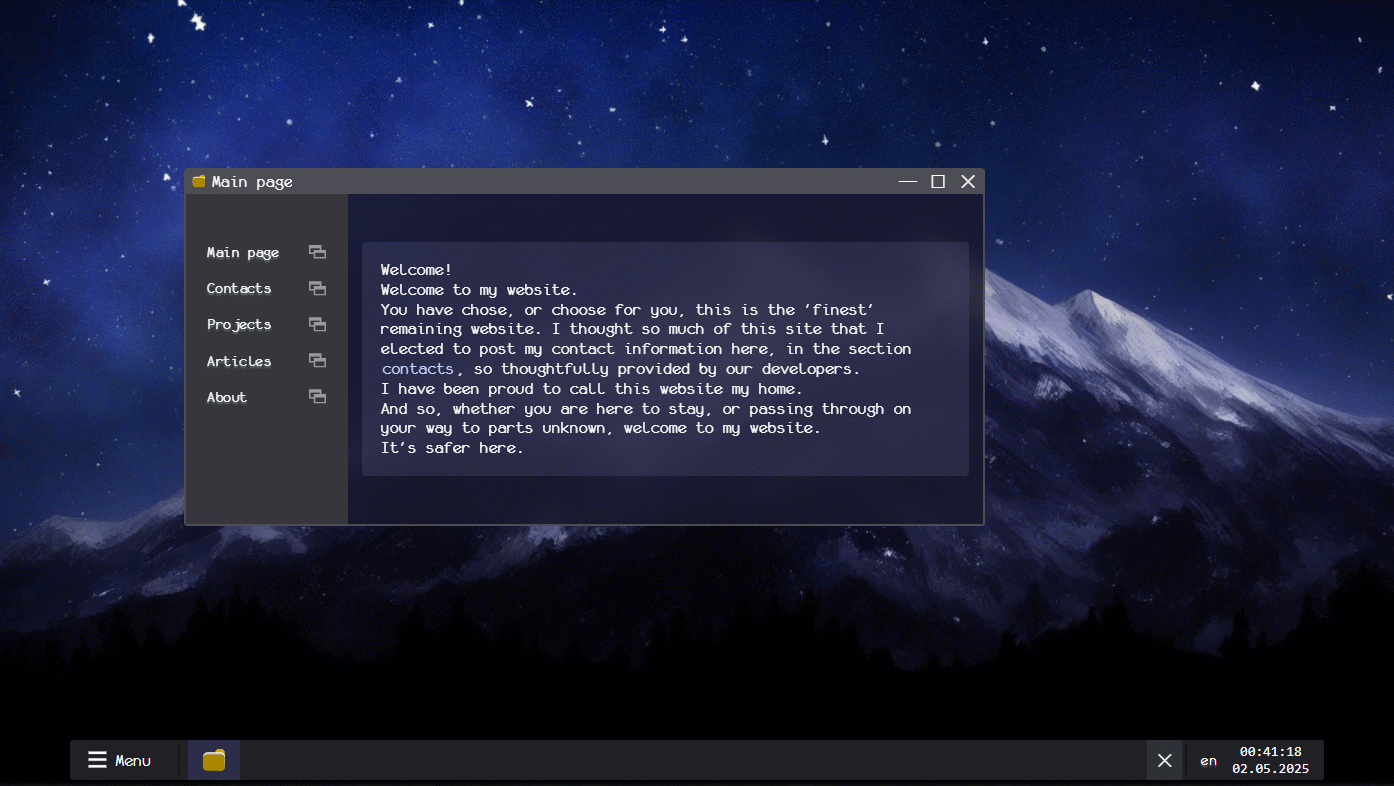 Main page
Main page
Contacts
Projects
Articles
About
Welcome!
Welcome to my website.
You have chose, or choose for you, this is the ‘finest’
remaining website. I thought so much of this site that I
elected to post my contact information here, in the section
contacts, so thoughtfully provided by our developers.
I have been proud to call this website my home.
And so, whether you are here to stay, or passing through on
your way to parts unknown, welcome to my website.
It’s safer here.
Menu
en
00:41:18
02.05.2025